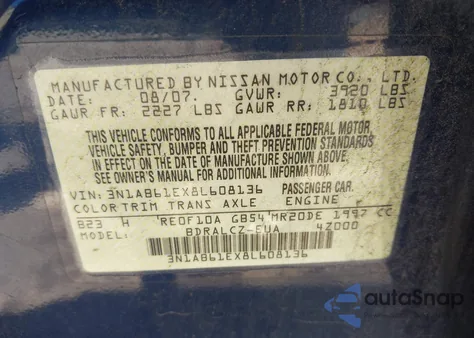 MANUFACTURED BY NISSAN MOTOR CO., LTD.
DATE: 08/07. GVWR: 3920 LBS
GAWR FR: 2227 LBS GAWR RR: 1810 LBS
THIS VEHICLE CONFORMS TO ALL APPLICABLE FEDERAL MOTOR
VEHICLE SAFETY, BUMPER AND THEFT PREVENTION STANDARDS
IN EFFECT ON THE DATE OF MANUFACTURE SHOWN ABOVE.
SEE OWNER'S MANUAL FOR ADDITIONAL INFORMATION.
VIN: 3N1AB61EX8L608136 PASSENGER CAR.
COLOR TRIM TRANS AXLE ENGINE
B23 H RE0F10A GB54 MR20DE 1997 CC
BDRALCZ-EUA 4Z000
3N1AB61EX8L608136
autoSnap